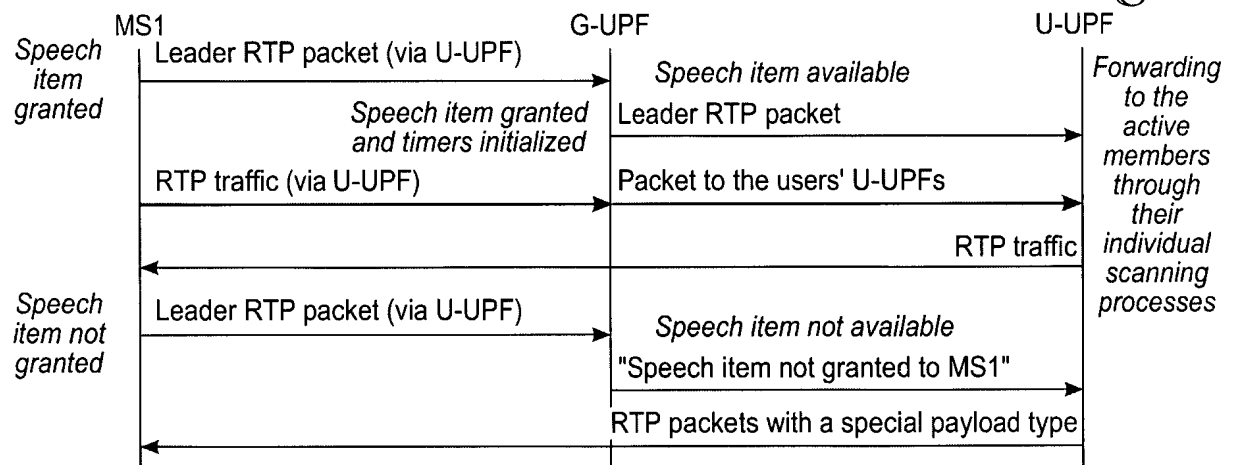 MS1
G-UPF
U-UPF
Speech
item
granted
Leader RTP packet (via U-UPF)
Speech item available
Speech item granted
and timers initialized
Leader RTP packet
RTP traffic (via U-UPF)
Packet to the users' U-UPFs
RTP traffic
Forwarding
to the
active
members
through
their
individual
scanning
processes
Speech
item not
granted
Leader RTP packet (via U-UPF)
Speech item not available
"Speech item not granted to MS1"
RTP packets with a special payload type